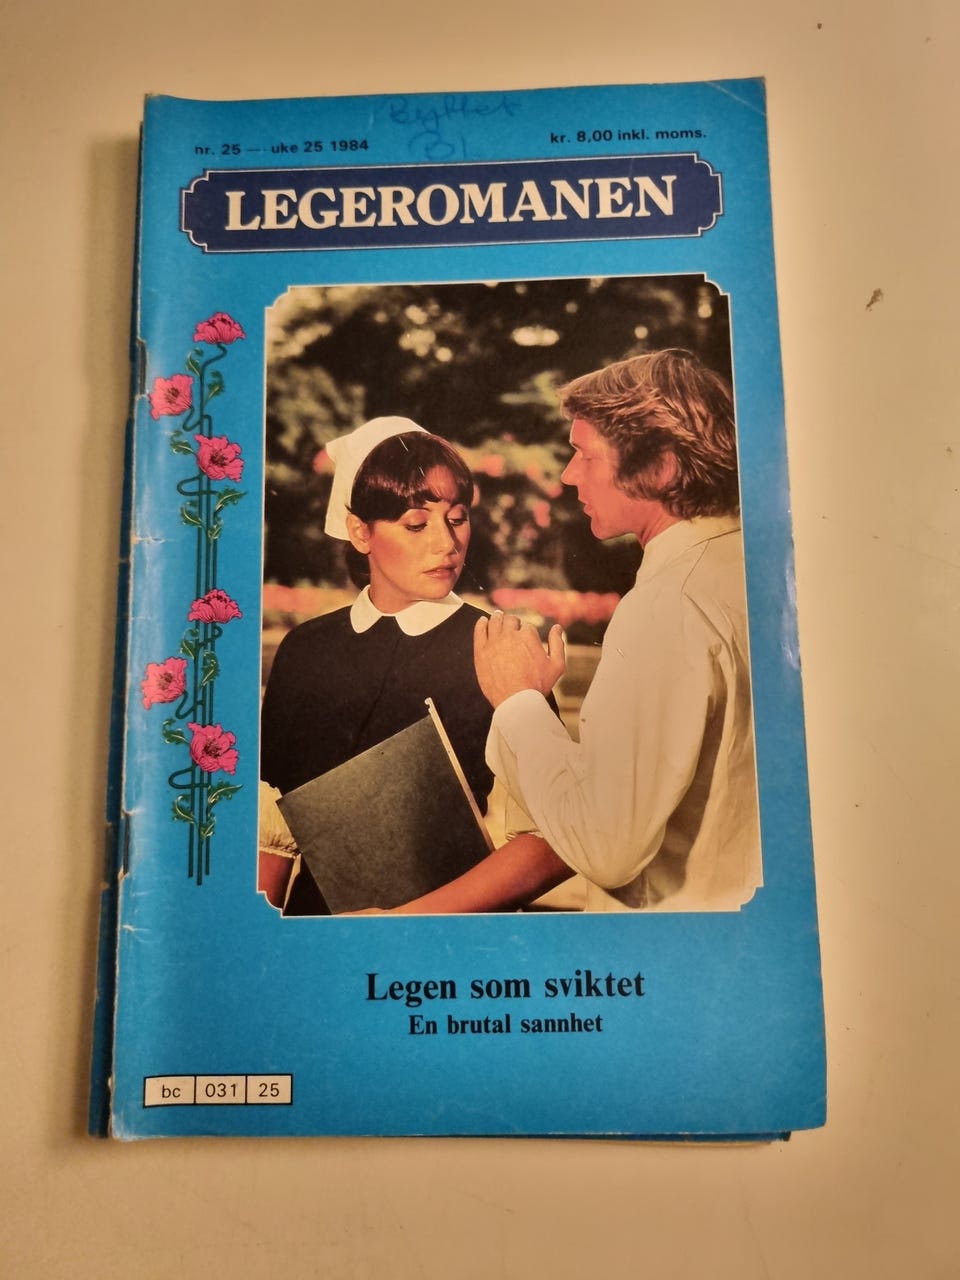 nr. 25 — uke 25 1984
kr. 8,00 inkl. moms.
LEGEROMANEN
Legen som sviktet
En brutal sannhet
bc 031 25